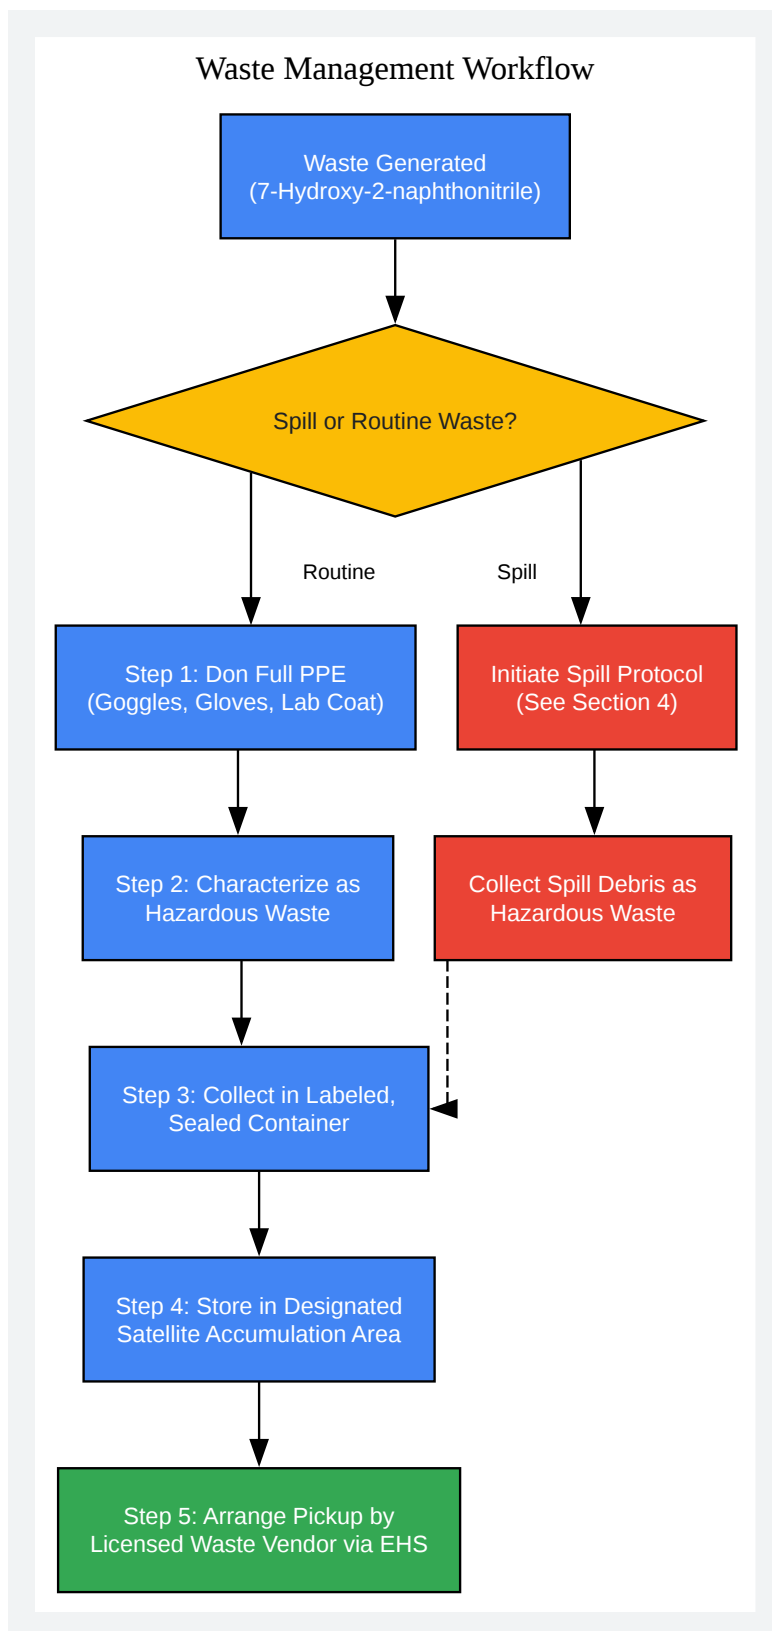 Waste Management Workflow
Waste Generated
(7-Hydroxy-2-naphthonitrile)
Spill or Routine Waste?
Routine
Spill
Step 1: Don Full PPE
(Goggles, Gloves, Lab Coat)
Initiate Spill Protocol
(See Section 4)
Step 2: Characterize as
Hazardous Waste
Collect Spill Debris as
Hazardous Waste
Step 3: Collect in Labeled,
Sealed Container
Step 4: Store in Designated
Satellite Accumulation Area
Step 5: Arrange Pickup by
Licensed Waste Vendor via EHS